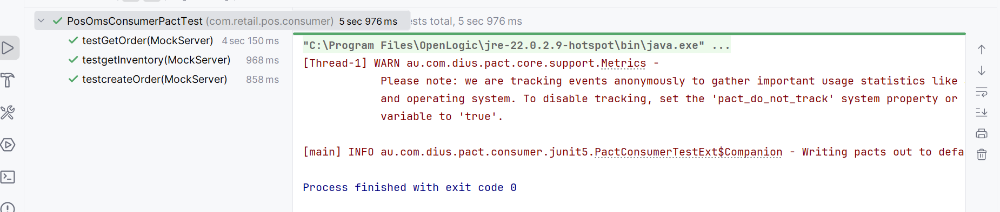 PosOmsConsumerPactTest (com.retail.pos.consumer) 5 sec 976 ms
sts total, 5 sec 976 ms
testGetOrder(MockServer) 4 sec 150 ms
testgetInventory(MockServer) 968 ms
testcreateOrder(MockServer) 858 ms
"C:\Program Files\OpenLogic\jre-22.0.2.9-hotspot\bin\java.exe" ...
[Thread-1] WARN au.com.dius.pact.core.support.Metrics -
Please note: we are tracking events anonymously to gather important usage statistics like
and operating system. To disable tracking, set the 'pact_do_not_track' system property or
variable to 'true'.
[main] INFO au.com.dius.pact.consumer.junit5.PactConsumerTestExt$Companion - Writing pacts out to defa
Process finished with exit code 0